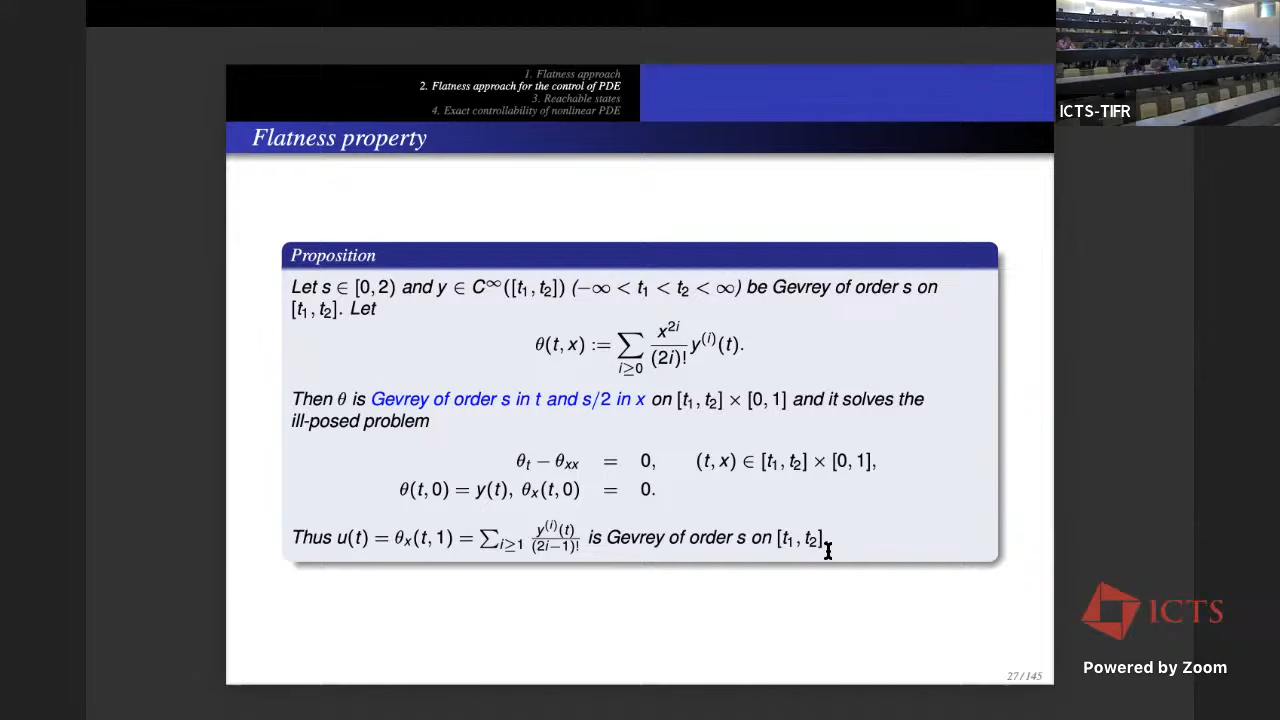 1. Flatness approach
2. Flatness approach for the control of PDE
3. Reachable states
4. Exact controllability of nonlinear PDE
ICTS-TIFR
Flatness property
Proposition
Let s ∈ [0, 2) and y ∈ C^∞([t₁, t₂]) (−∞ < t₁ < t₂ < ∞) be Gevrey of order s on
[t₁, t₂]. Let
θ(t, x) := ∑_{i≥0} x^{2i}/(2i)! y^{(i)}(t).
Then θ is Gevrey of order s in t and s/2 in x on [t₁, t₂] × [0, 1] and it solves the
ill-posed problem
θ_t − θ_xx = 0, (t, x) ∈ [t₁, t₂] × [0, 1],
θ(t, 0) = y(t), θ_x(t, 0) = 0.
Thus u(t) = θ_x(t, 1) = ∑_{i≥1} y^{(i)}(t)/(2i−1)! is Gevrey of order s on [t₁, t₂].
ICTS
Powered by Zoom
27 / 145